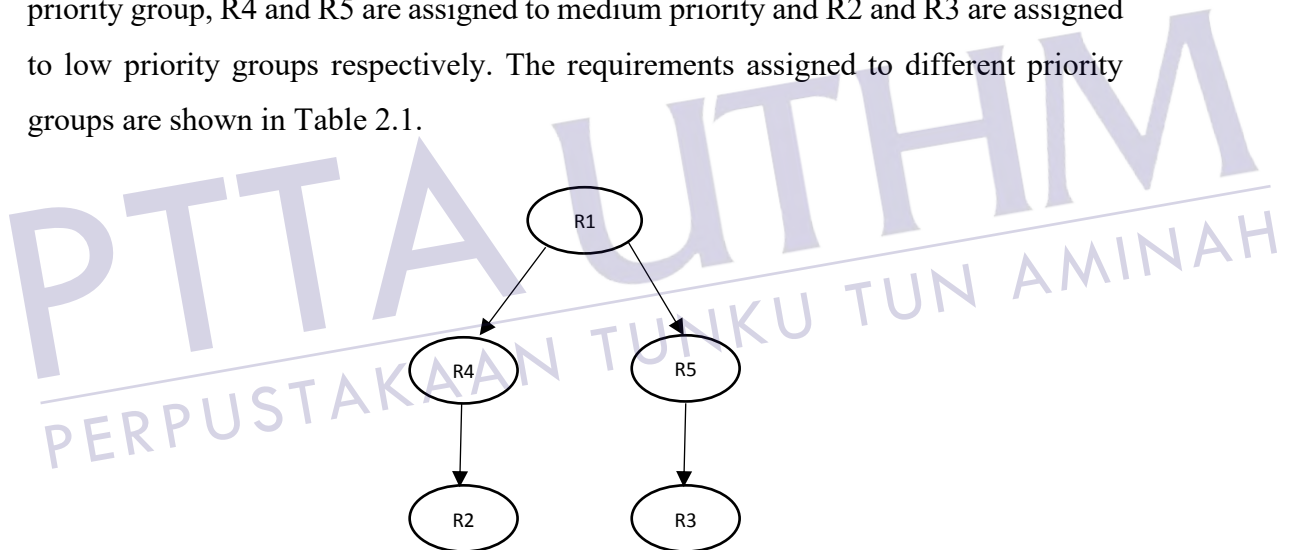 priority group, R4 and R5 are assigned to medium priority and R2 and R3 are assigned
to low priority groups respectively. The requirements assigned to different priority
groups are shown in Table 2.1.
PTTA UTHM
PERPUSTAKAAN TUNKU TUN AMINAH
R1
R4
R5
R2
R3